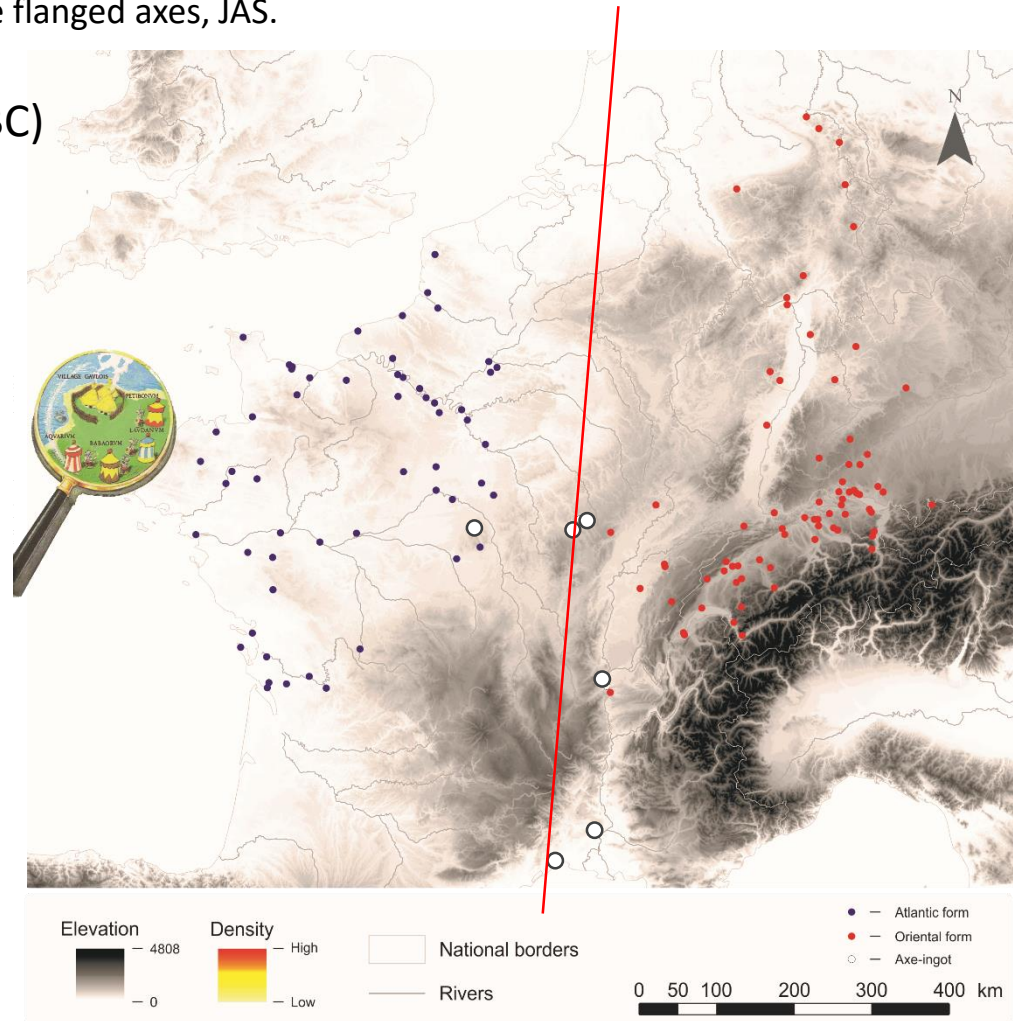 e flanged axes, JAS.
BC)
N
VILLAGE GAULOIS
PETIBONVM
LAVDANVM
AQVARIVM
BABAORVM
Elevation
4808
0
Density
High
Low
National borders
Rivers
Atlantic form
Oriental form
Axe-ingot
0 50 100 200 300 400 km